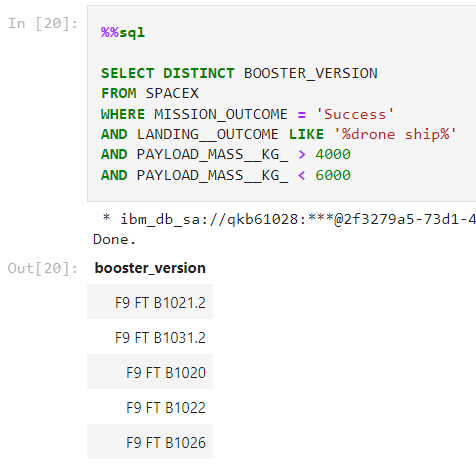 In [20]:
%%sql
SELECT DISTINCT BOOSTER_VERSION
FROM SPACEX
WHERE MISSION_OUTCOME = 'Success'
AND LANDING__OUTCOME LIKE '%drone ship%'
AND PAYLOAD_MASS__KG_ > 4000
AND PAYLOAD_MASS__KG_ < 6000
* ibm_db_sa://qkb61028:***@2f3279a5-73d1-4
Done.
Out[20]:
booster_version
F9 FT B1021.2
F9 FT B1031.2
F9 FT B1020
F9 FT B1022
F9 FT B1026